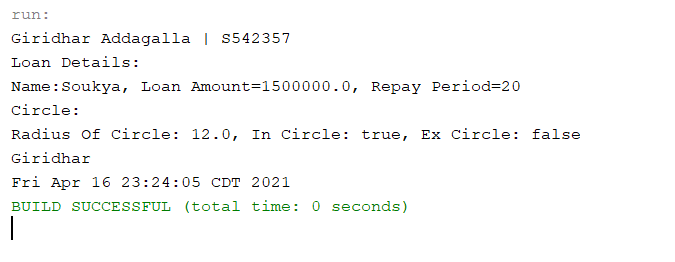 run:
Giridhar Addagalla | S542357
Loan Details:
Name:Soukya, Loan Amount=1500000.0, Repay Period=20
Circle:
Radius Of Circle: 12.0, In Circle: true, Ex Circle: false
Giridhar
Fri Apr 16 23:24:05 CDT 2021
BUILD SUCCESSFUL (total time: 0 seconds)